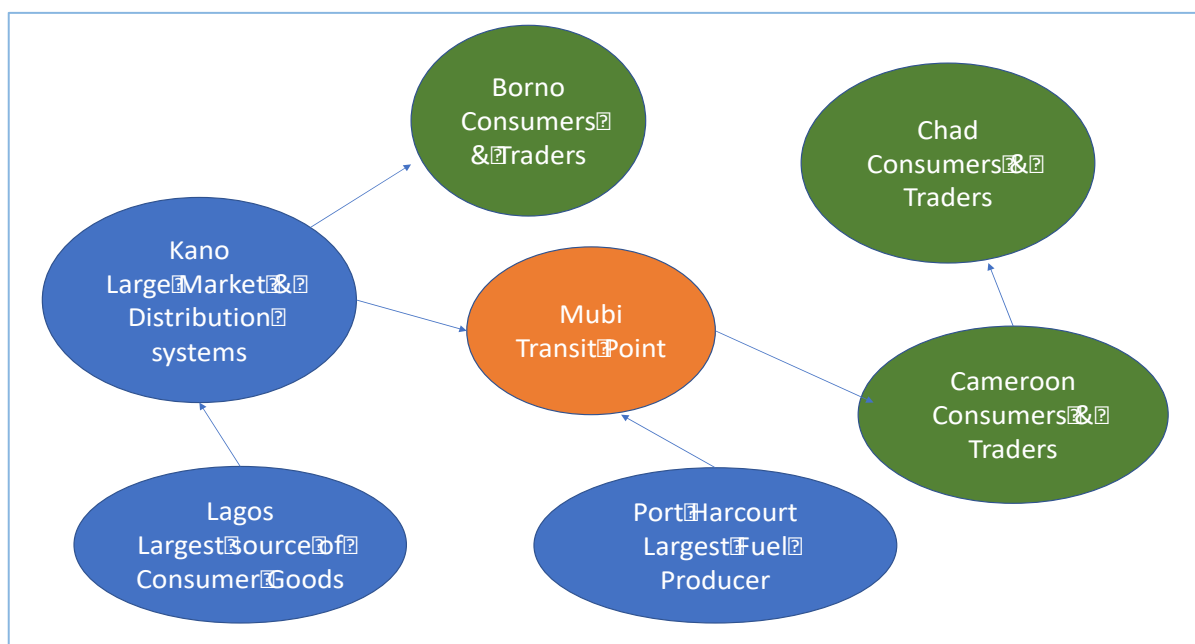 Borno
Consumers
& Traders
Chad
Consumers &
Traders
Kano
Large Market &
Distribution
systems
Mubi
Transit Point
Cameroon
Consumers &
Traders
Lagos
Largest source of
Consumer Goods
Port Harcourt
Largest Fuel
Producer